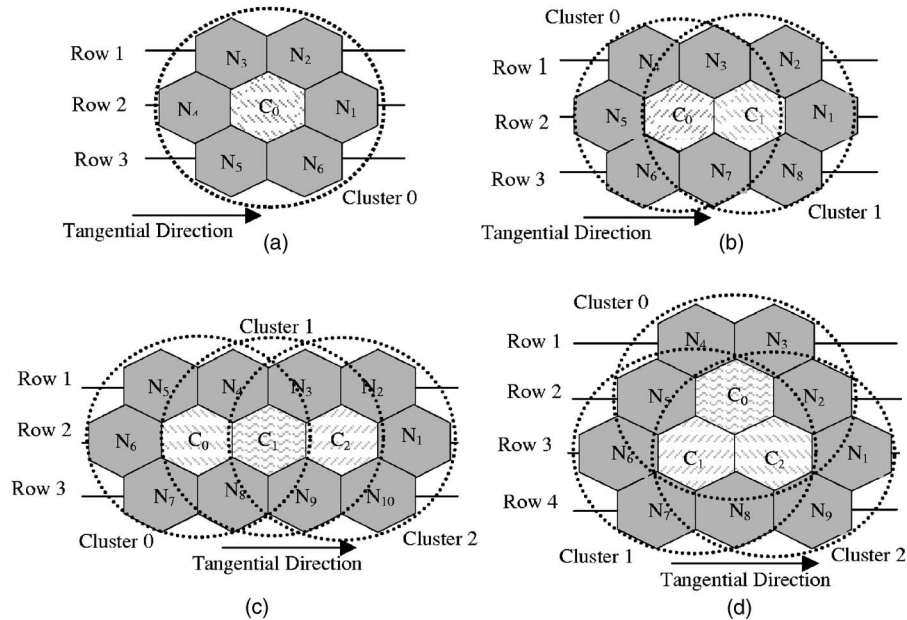 Row 1
Row 2
Row 3
N₃
N₂
N₄
C₀
N₁
N₅
N₆
Cluster 0
Tangential Direction
(a)
Cluster 0
Row 1
Row 2
Row 3
N₄
N₃
N₂
N₅
C₀
C₁
N₁
N₆
N₇
N₈
Cluster 1
Tangential Direction
(b)
Cluster 1
Row 1
Row 2
Row 3
N₅
N₄
N₃
N₂
N₆
C₀
C₁
C₂
N₁
N₇
N₈
N₉
N₁₀
Cluster 0
Cluster 2
Tangential Direction
(c)
Cluster 0
Row 1
Row 2
Row 3
Row 4
N₄
N₃
N₅
C₀
N₂
N₆
C₁
C₂
N₁
N₇
N₈
N₉
Cluster 1
Cluster 2
Tangential Direction
(d)